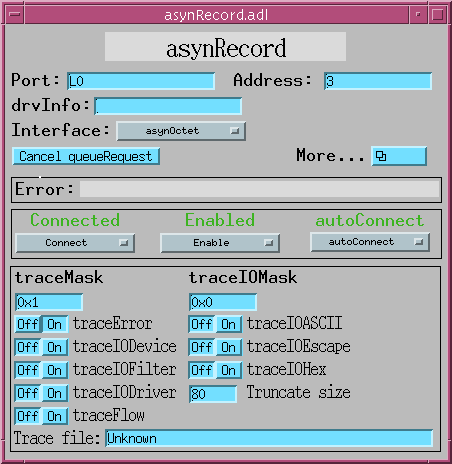 asynRecord.adl
asynRecord
Port: L0 Address: 3
drvInfo:
Interface: asynOctet
Cancel queueRequest More...
Error:
Connected Enabled autoConnect
Connect Enable autoConnect
traceMask traceIOMask
0x1 0x0
Off On traceError Off On traceIOASCII
Off On traceIODevice Off On traceIOEscape
Off On traceIOFilter Off On traceIOHex
Off On traceIODriver 80 Truncate size
Off On traceFlow
Trace file: Unknown